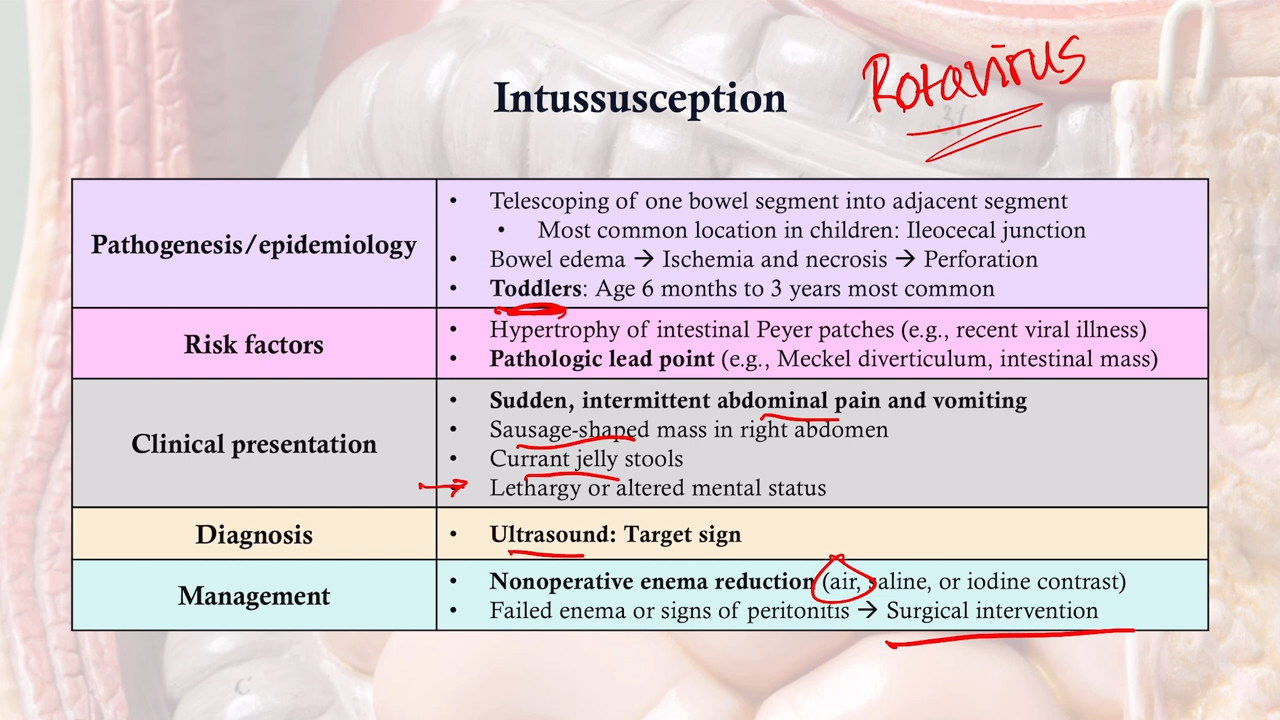 Intussusception
Rotavirus
Pathogenesis/epidemiology
• Telescoping of one bowel segment into adjacent segment
• Most common location in children: Ileocecal junction
• Bowel edema → Ischemia and necrosis → Perforation
• Toddlers: Age 6 months to 3 years most common
Risk factors
• Hypertrophy of intestinal Peyer patches (e.g., recent viral illness)
• Pathologic lead point (e.g., Meckel diverticulum, intestinal mass)
Clinical presentation
• Sudden, intermittent abdominal pain and vomiting
• Sausage-shaped mass in right abdomen
• Currant jelly stools
• Lethargy or altered mental status
Diagnosis
• Ultrasound: Target sign
Management
• Nonoperative enema reduction (air, saline, or iodine contrast)
• Failed enema or signs of peritonitis → Surgical intervention
C